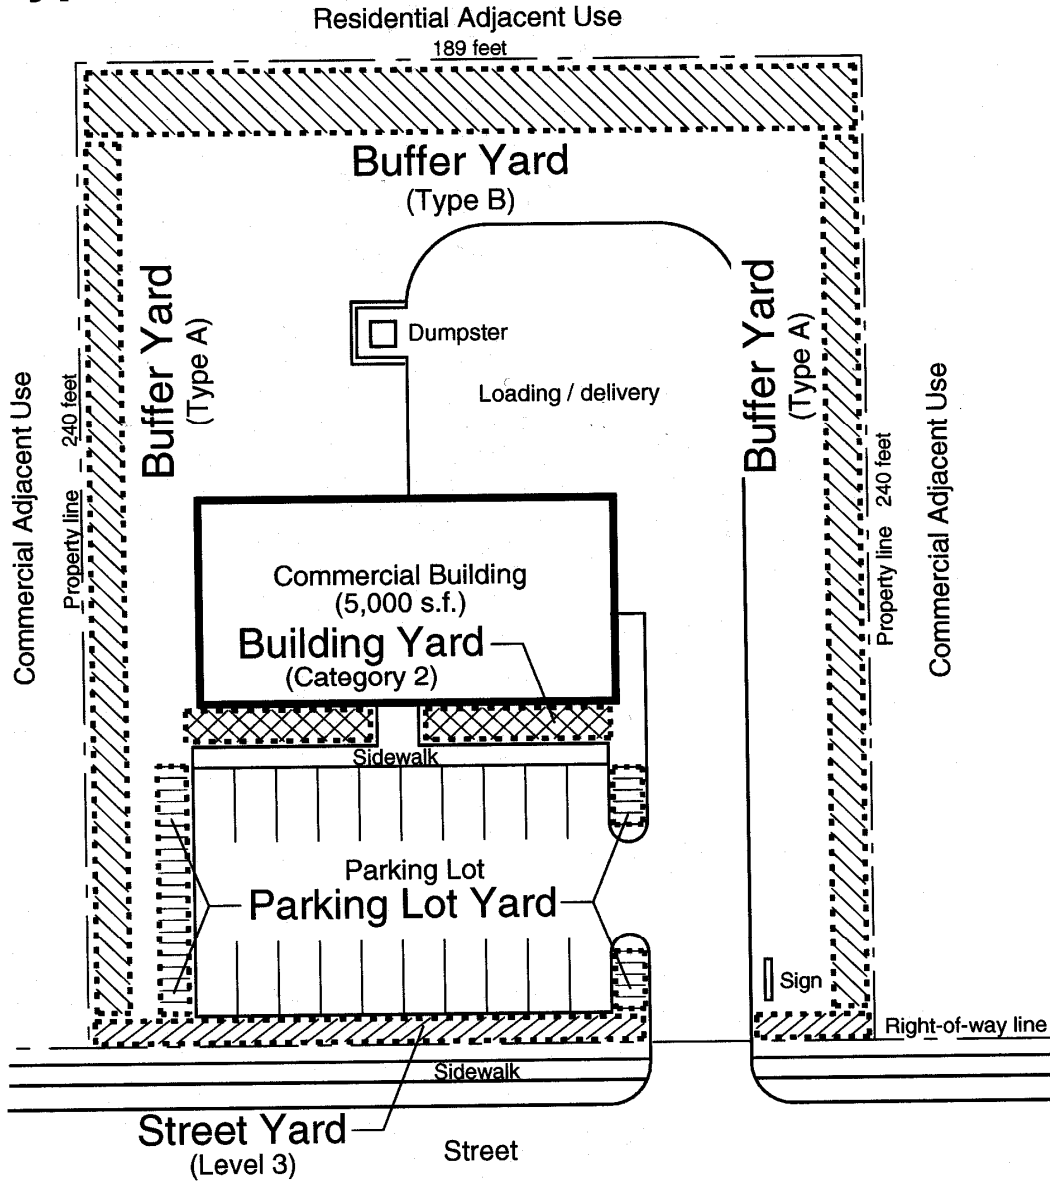 Residential Adjacent Use
189 feet
Buffer Yard
(Type B)
Buffer Yard
(Type A)
Buffer Yard
(Type A)
Dumpster
Loading / delivery
Commercial Adjacent Use
Property line
240 feet
Property line
240 feet
Commercial Adjacent Use
Commercial Building
(5,000 s.f.)
Building Yard
(Category 2)
Sidewalk
Parking Lot
Parking Lot Yard
Sign
Right-of-way line
Sidewalk
Street Yard
(Level 3)
Street